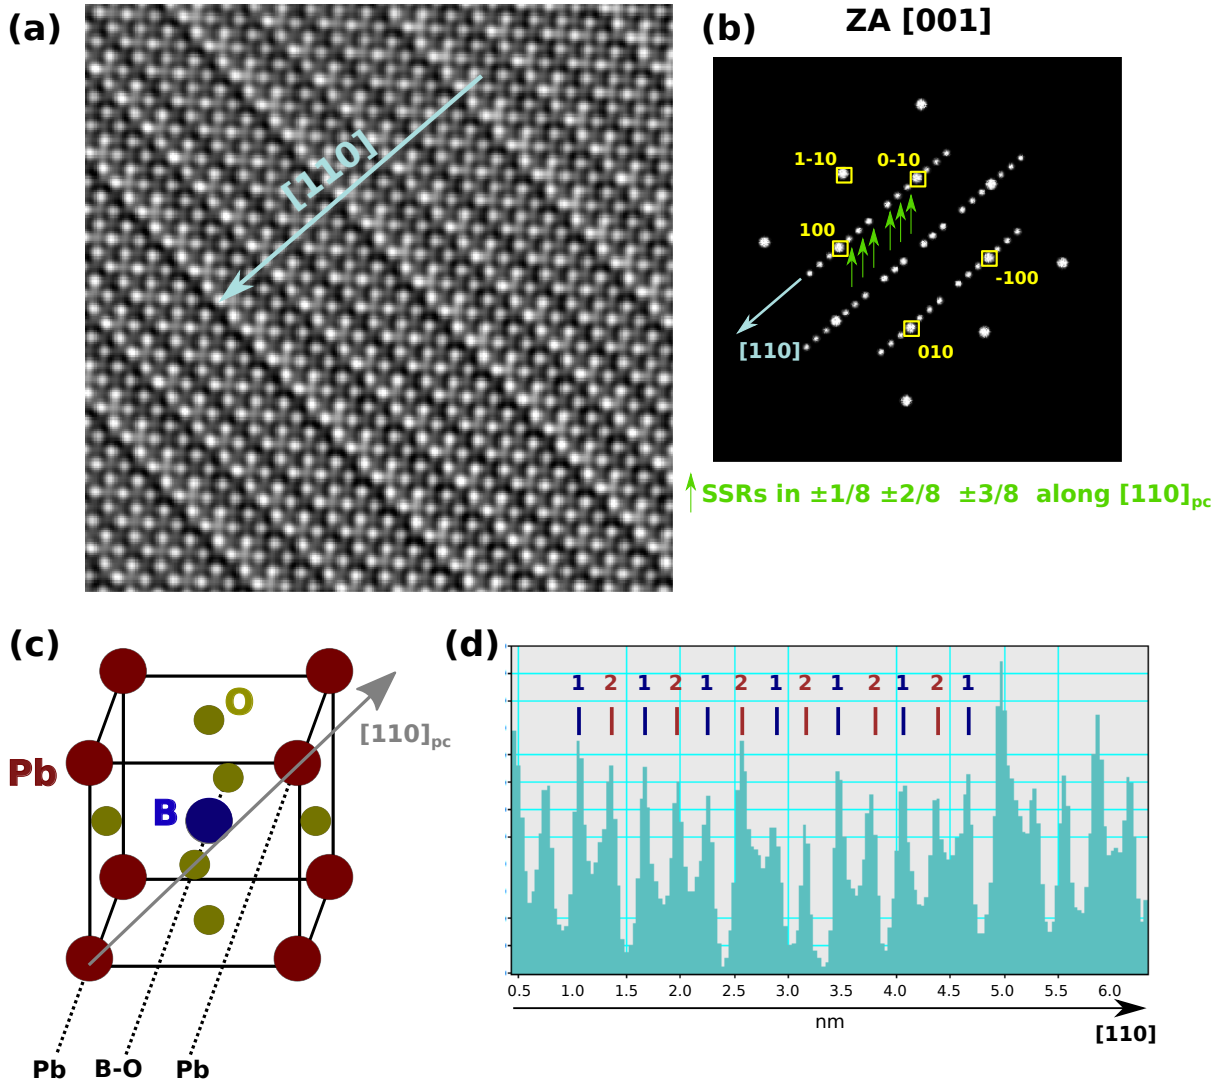 (a)
[110]
(b)
ZA [001]
1-10
0-10
100
-100
010
[110]
SSRs in ±1/8 ±2/8 ±3/8 along [110]pc
(c)
O
[110]pc
Pb
B
Pb B-O Pb
(d)
1 2 1 2 1 2 1 2 1 2 1 2 1
0.5 1.0 1.5 2.0 2.5 3.0 3.5 4.0 4.5 5.0 5.5 6.0
nm
[110]